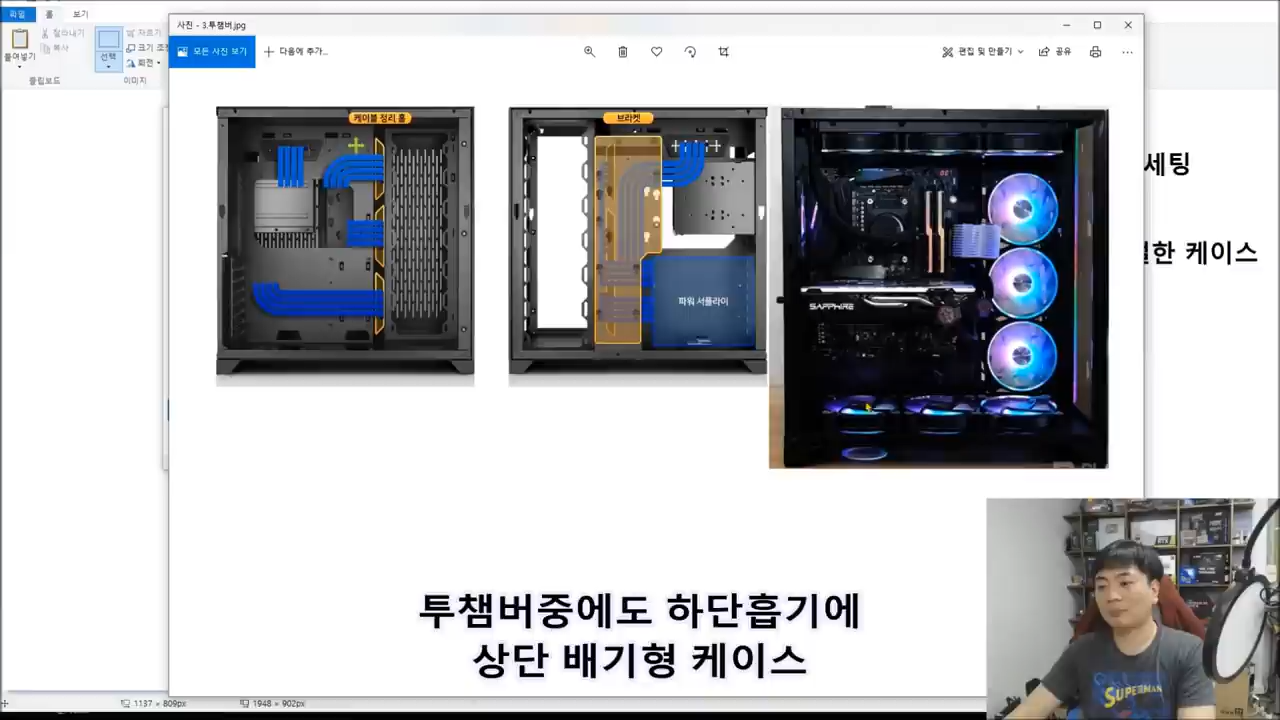 파일
홈
보기
사진 - 3.투챔버.jpg
모든 사진 보기
다음에 추가...
편집 및 만들기
공유
잘라내기
복사
붙여넣기
클립보드
선택
자르기
크기 조
회전
이미지
케이블 정리 홀
브라켓
파워 서플라이
SAPPHIRE
세팅
한 케이스
투챔버중에도 하단흡기에
상단 배기형 케이스
SUPERMAN
1137 × 809px
1948 × 902px